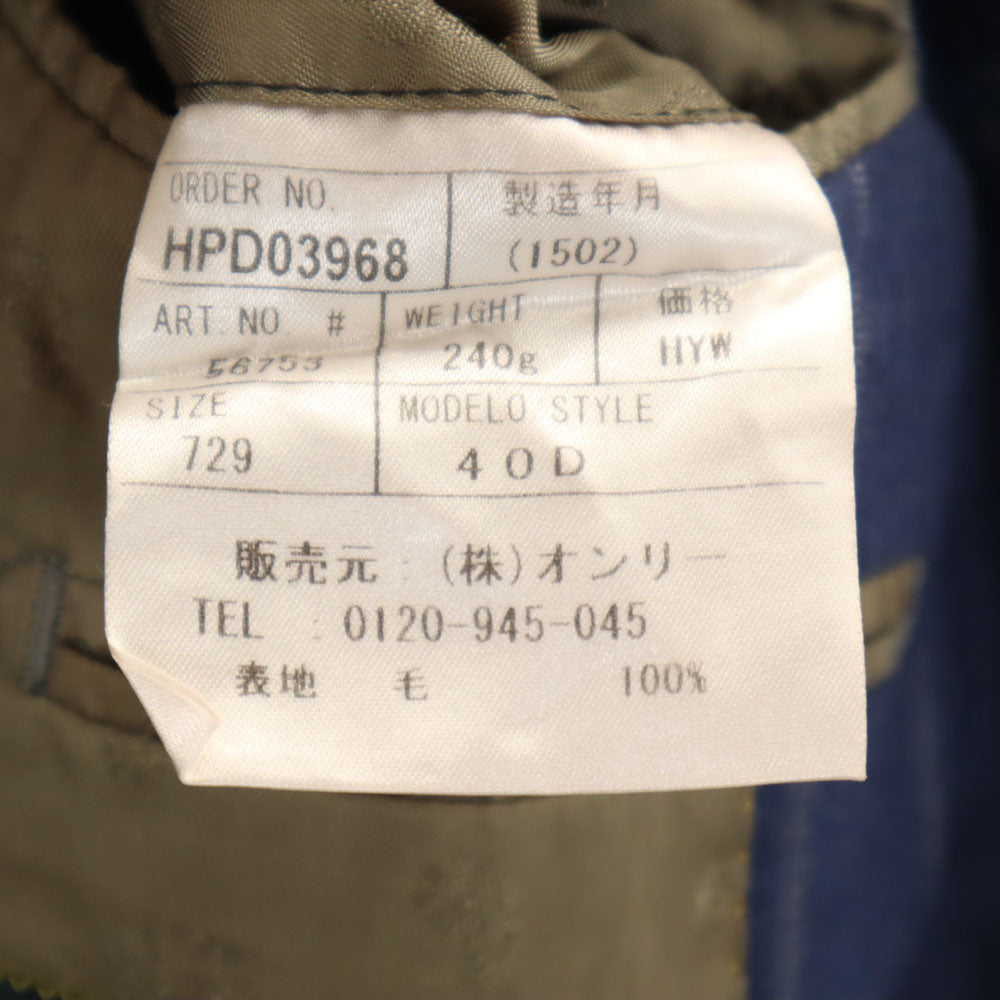 ORDER NO. 製造年月
HPD03968 (1502)
ART.NO # WEIGHT 価格
56753 240g HYW
SIZE MODELO STYLE
729 40D
販売元:(株)オンリー
TEL : 0120-945-045
表地 毛 100%